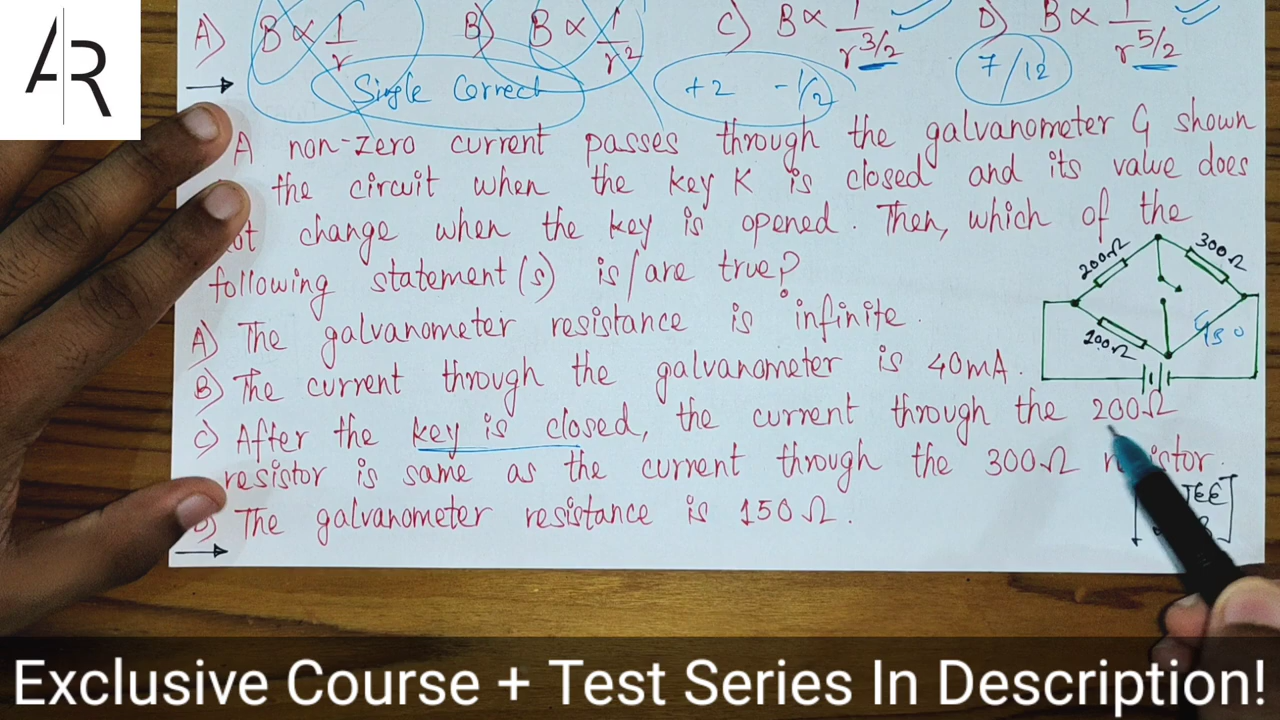 AR
A) B ∝ 1/r B) B ∝ 1/r² C) B ∝ 1/r^3/2 D) B ∝ 1/r^5/2
Single Correct +2 -1/2 7/12
A non-zero current passes through the galvanometer G shown
the circuit when the key K is closed and its value does
not change when the key is opened. Then, which of the
following statement(s) is/are true?
200Ω 300Ω
A) The galvanometer resistance is infinite.
200Ω G 150
B) The current through the galvanometer is 40mA.
C) After the key is closed, the current through the 200Ω
resistor is same as the current through the 300Ω resistor.
JEE
D) The galvanometer resistance is 150Ω.
Exclusive Course + Test Series In Description!